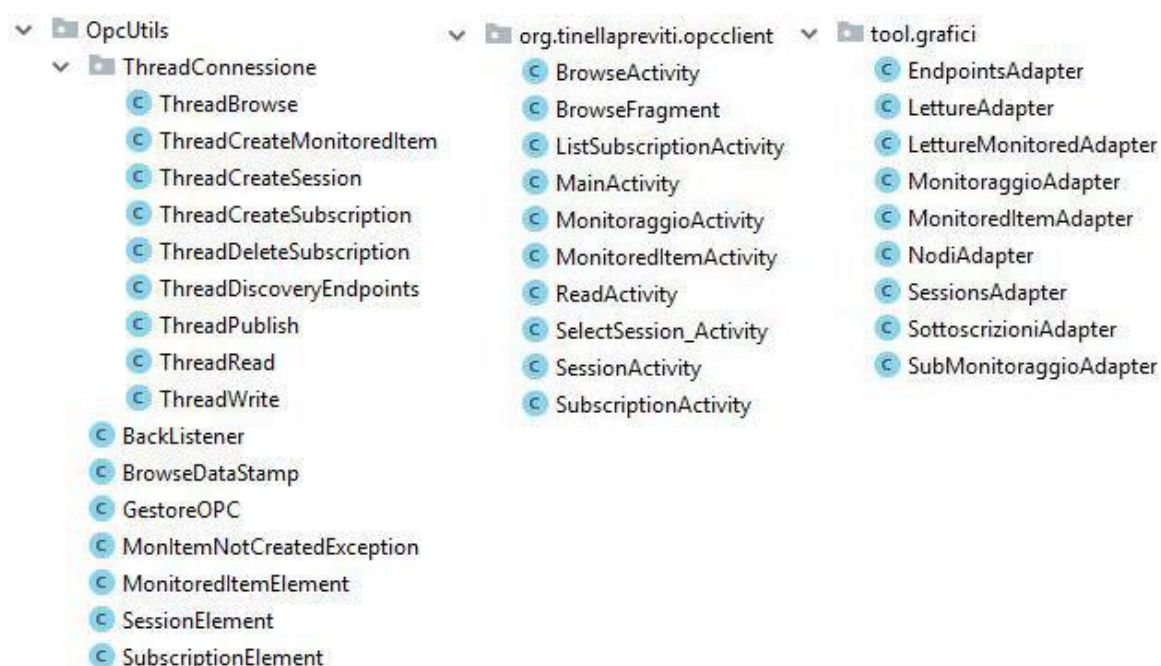 OpcUtils
ThreadConnessione
ThreadBrowse
ThreadCreateMonitoredItem
ThreadCreateSession
ThreadCreateSubscription
ThreadDeleteSubscription
ThreadDiscoveryEndpoints
ThreadPublish
ThreadRead
ThreadWrite
BackListener
BrowseDataStamp
GestoreOPC
MonItemNotCreatedException
MonitoredItemElement
SessionElement
SubscriptionElement
org.tinellapreviti.opcclient
BrowseActivity
BrowseFragment
ListSubscriptionActivity
MainActivity
MonitoraggioActivity
MonitoredItemActivity
ReadActivity
SelectSession_Activity
SessionActivity
SubscriptionActivity
tool.grafici
EndpointsAdapter
LettureAdapter
LettureMonitoredAdapter
MonitoraggioAdapter
MonitoredItemAdapter
NodiAdapter
SessionsAdapter
SottoscrizioniAdapter
SubMonitoraggioAdapter